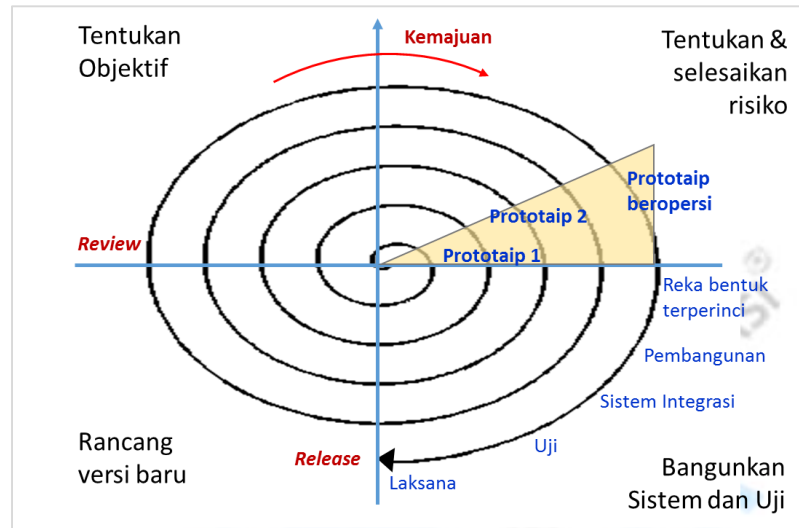 Tentukan
Objektif
Kemajuan
Tentukan &
selesaikan
risiko
Prototaip
beropersi
Prototaip 2
Prototaip 1
Review
Reka bentuk
terperinci
Pembangunan
Sistem Integrasi
Uji
Laksana
Release
Rancang
versi baru
Bangunkan
Sistem dan Uji